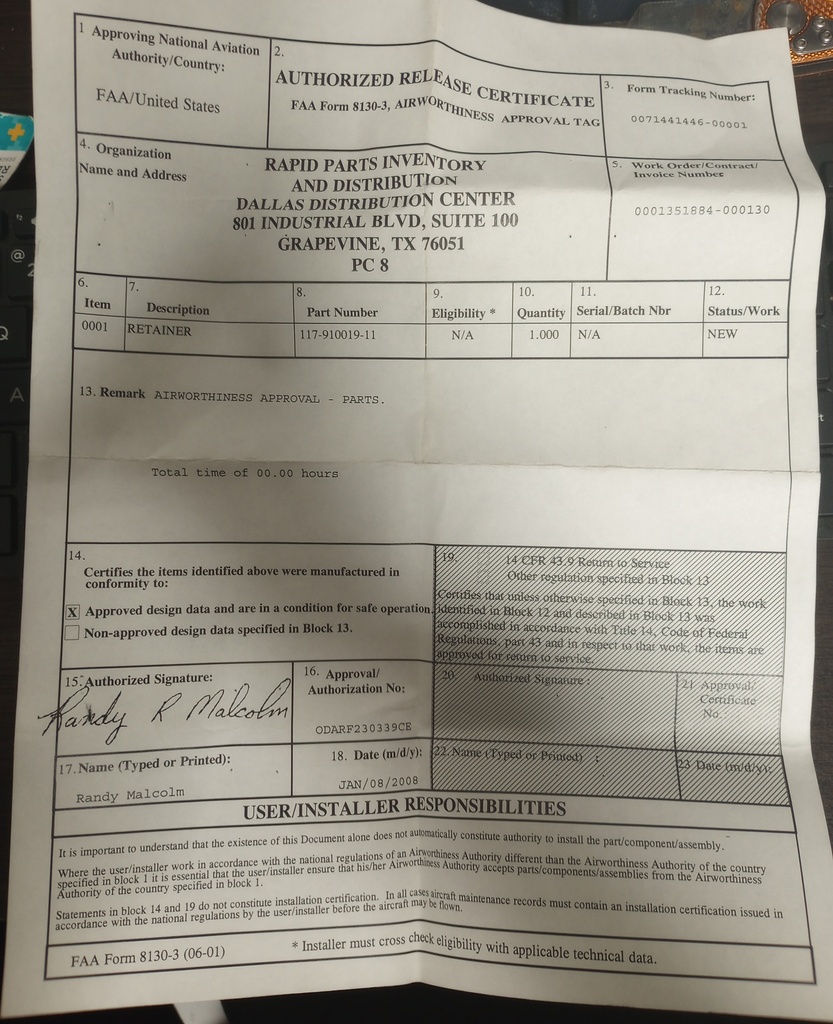 1 Approving National Aviation
Authority/Country:
FAA/United States
2.
AUTHORIZED RELEASE CERTIFICATE
FAA Form 8130-3, AIRWORTHINESS APPROVAL TAG
3. Form Tracking Number:
0071441446-00001
4. Organization
Name and Address
RAPID PARTS INVENTORY
AND DISTRIBUTION
DALLAS DISTRIBUTION CENTER
801 INDUSTRIAL BLVD, SUITE 100
GRAPEVINE, TX 76051
PC 8
5. Work Order/Contract/
Invoice Number
0001351884-000130
6. Item 7. Description 8. Part Number 9. Eligibility * 10. Quantity 11. Serial/Batch Nbr 12. Status/Work
0001 RETAINER 117-910019-11 N/A 1.000 N/A NEW
13. Remark AIRWORTHINESS APPROVAL - PARTS.
Total time of 00.00 hours
14.
Certifies the items identified above were manufactured in
conformity to:
X Approved design data and are in a condition for safe operation.
Non-approved design data specified in Block 13.
19. 14 CFR 43.9 Return to Service
Other regulation specified in Block 13
Certifies that unless otherwise specified in Block 13, the work
identified in Block 12 and described in Block 13 was
accomplished in accordance with Title 14, Code of Federal
Regulations, part 43 and in respect to that work, the items are
approved for return to service.
15. Authorized Signature:
Randy R Malcolm
16. Approval/
Authorization No:
ODARF230339CE
20. Authorized Signature:
21 Approval/
Certificate
No.:
17. Name (Typed or Printed):
Randy Malcolm
18. Date (m/d/y):
JAN/08/2008
22. Name (Typed or Printed) :
23 Date (m/d/y):
USER/INSTALLER RESPONSIBILITIES
It is important to understand that the existence of this Document alone does not automatically constitute authority to install the part/component/assembly.
Where the user/installer work in accordance with the national regulations of an Airworthiness Authority different than the Airworthiness Authority of the country
specified in block 1 it is essential that the user/installer ensure that his/her Airworthiness Authority accepts parts/components/assemblies from the Airworthiness
Authority of the country specified in block 1.
Statements in block 14 and 19 do not constitute installation certification. In all cases aircraft maintenance records must contain an installation certification issued in
accordance with the national regulations by the user/installer before the aircraft may be flown.
FAA Form 8130-3 (06-01)
* Installer must cross check eligibility with applicable technical data.
@
2
Q
A